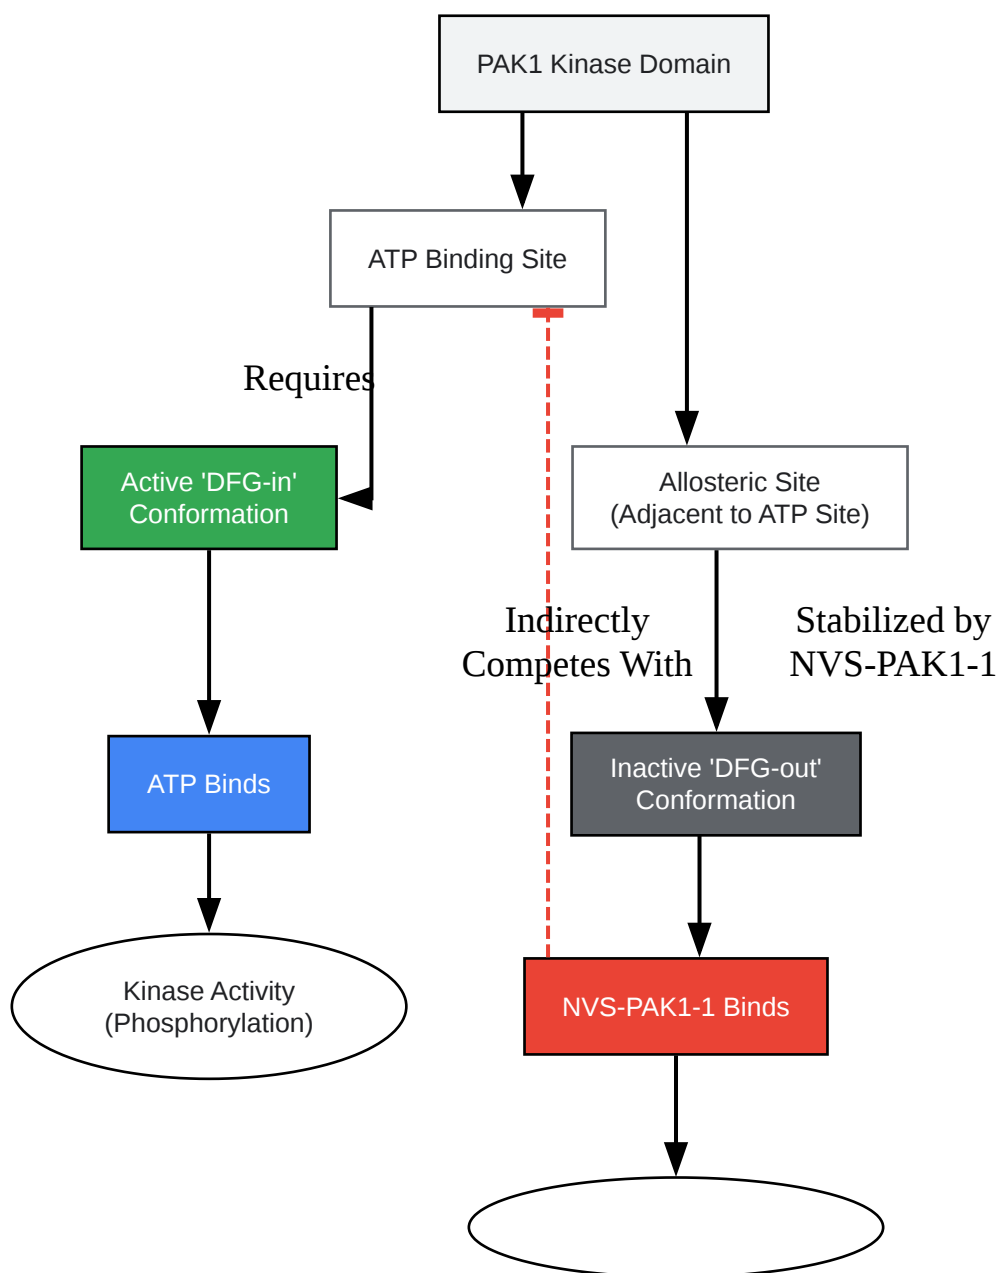 PAK1 Kinase Domain
ATP Binding Site
Requires
Active 'DFG-in'
Conformation
Allosteric Site
(Adjacent to ATP Site)
Indirectly
Competes With
Stabilized by
NVS-PAK1-1
ATP Binds
Inactive 'DFG-out'
Conformation
Kinase Activity
(Phosphorylation)
NVS-PAK1-1 Binds